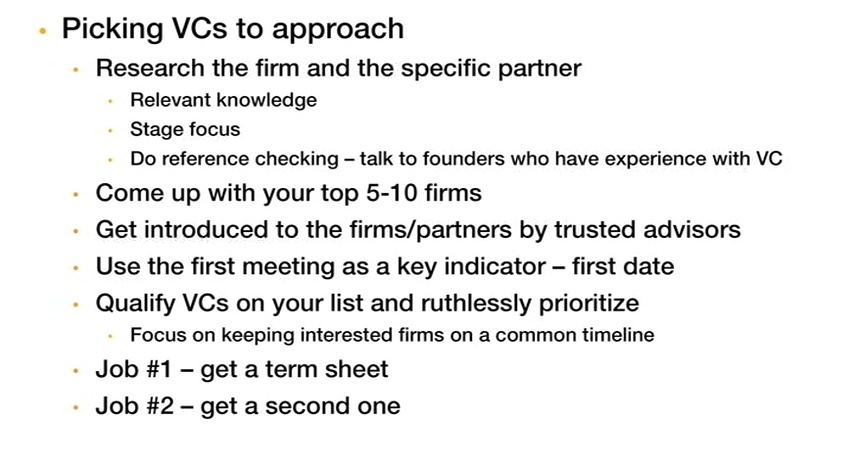 Picking VCs to approach
Research the firm and the specific partner
Relevant knowledge
Stage focus
Do reference checking – talk to founders who have experience with VC
Come up with your top 5-10 firms
Get introduced to the firms/partners by trusted advisors
Use the first meeting as a key indicator – first date
Qualify VCs on your list and ruthlessly prioritize
Focus on keeping interested firms on a common timeline
Job #1 – get a term sheet
Job #2 – get a second one